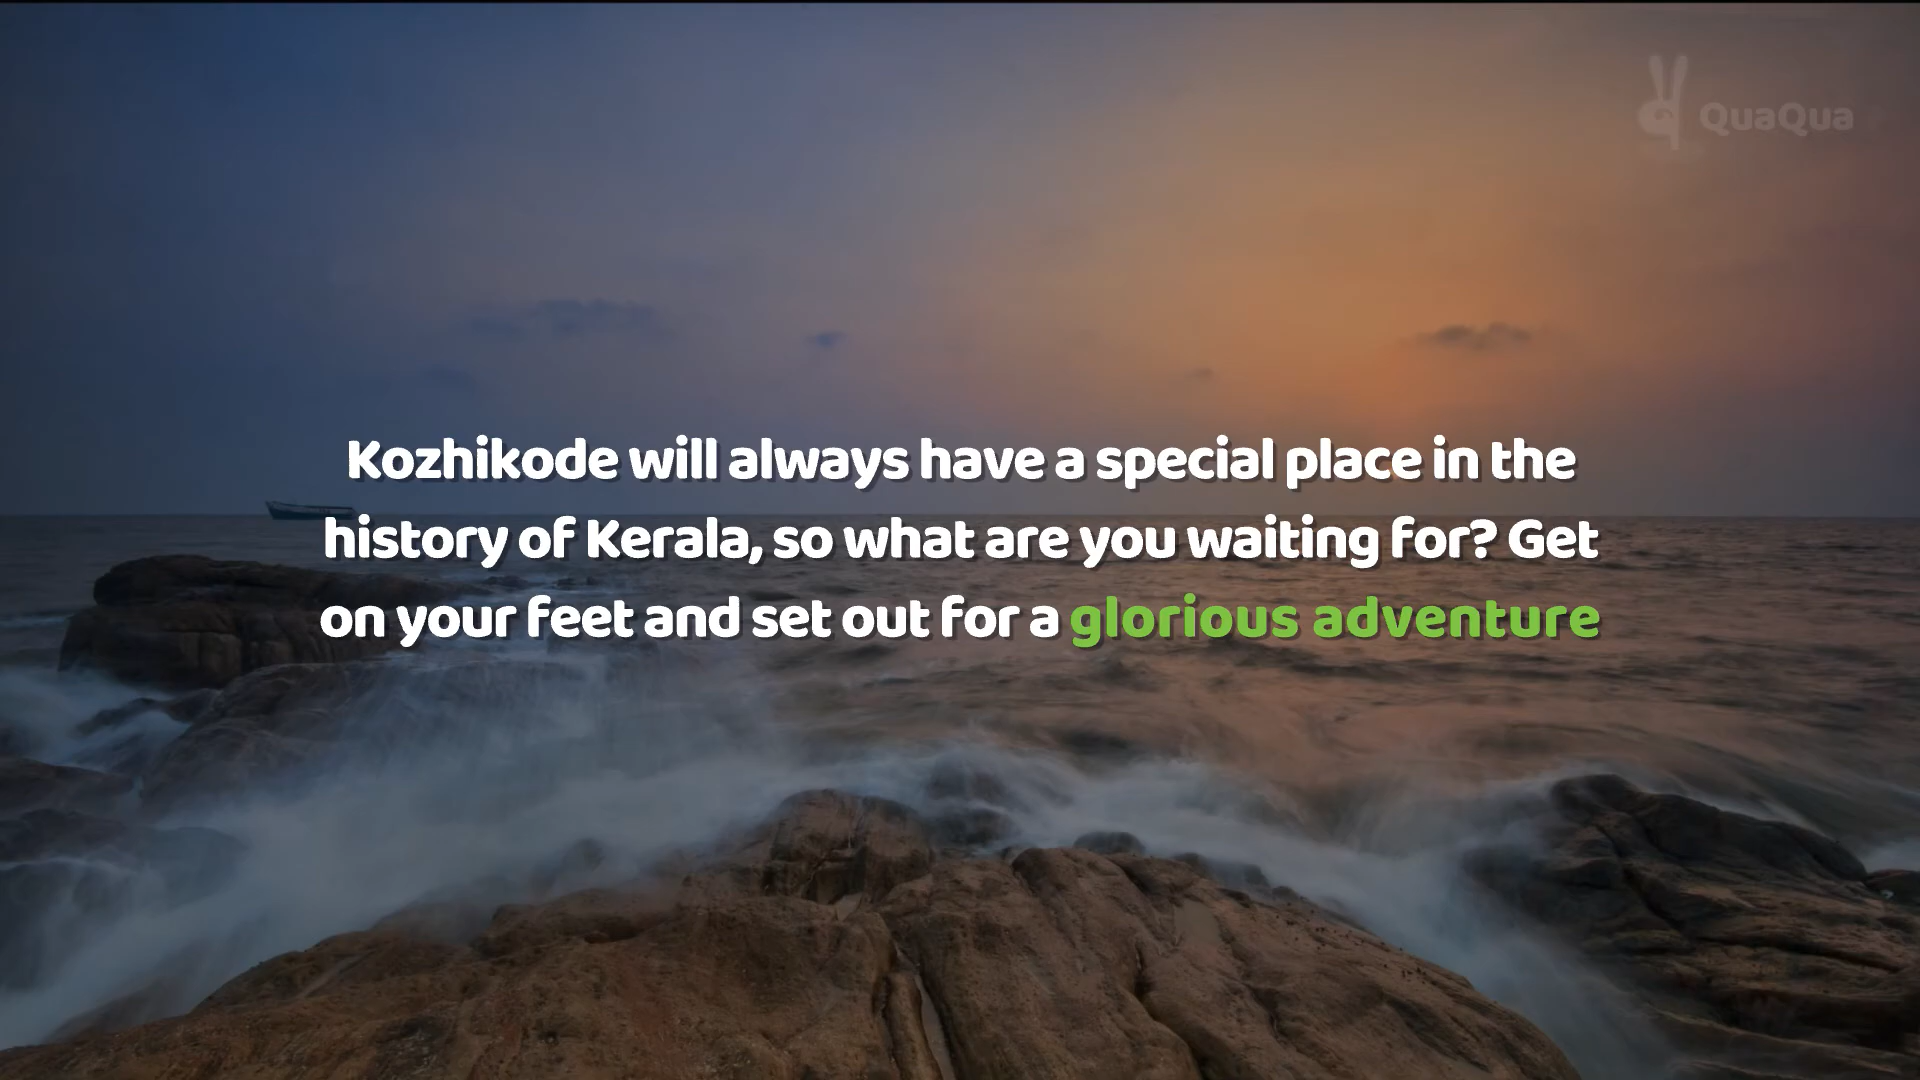 QuaQua
Kozhikode will always have a special place in the
history of Kerala, so what are you waiting for? Get
on your feet and set out for a glorious adventure